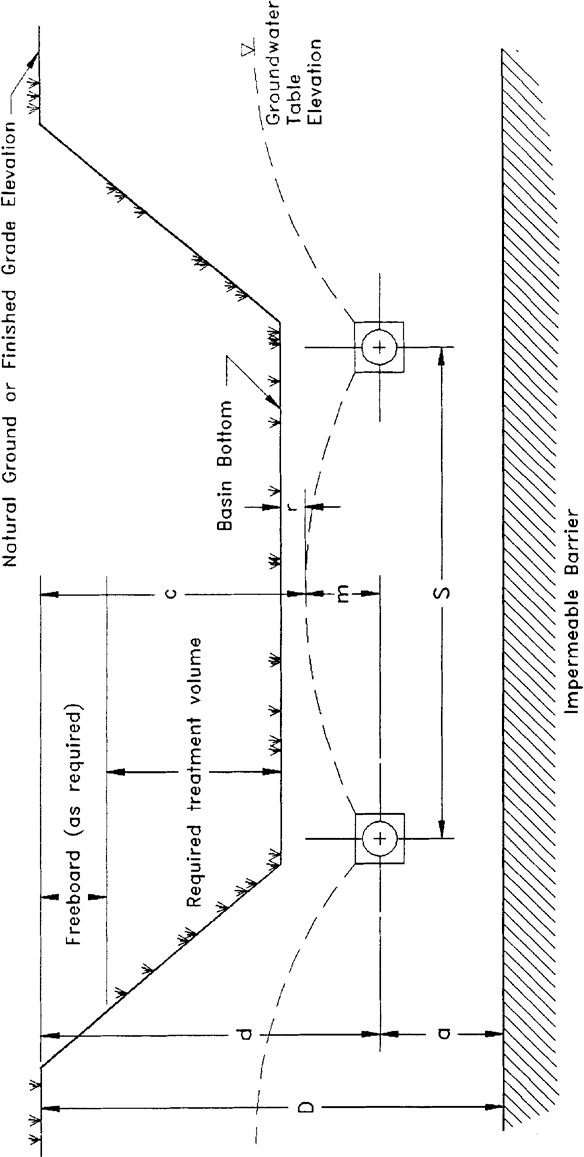 Natural Ground or Finished Grade Elevation
Groundwater
Table
Elevation
Freeboard (as required)
Required treatment volume
Basin Bottom
c
r
m
d
a
D
S
Impermeable Barrier